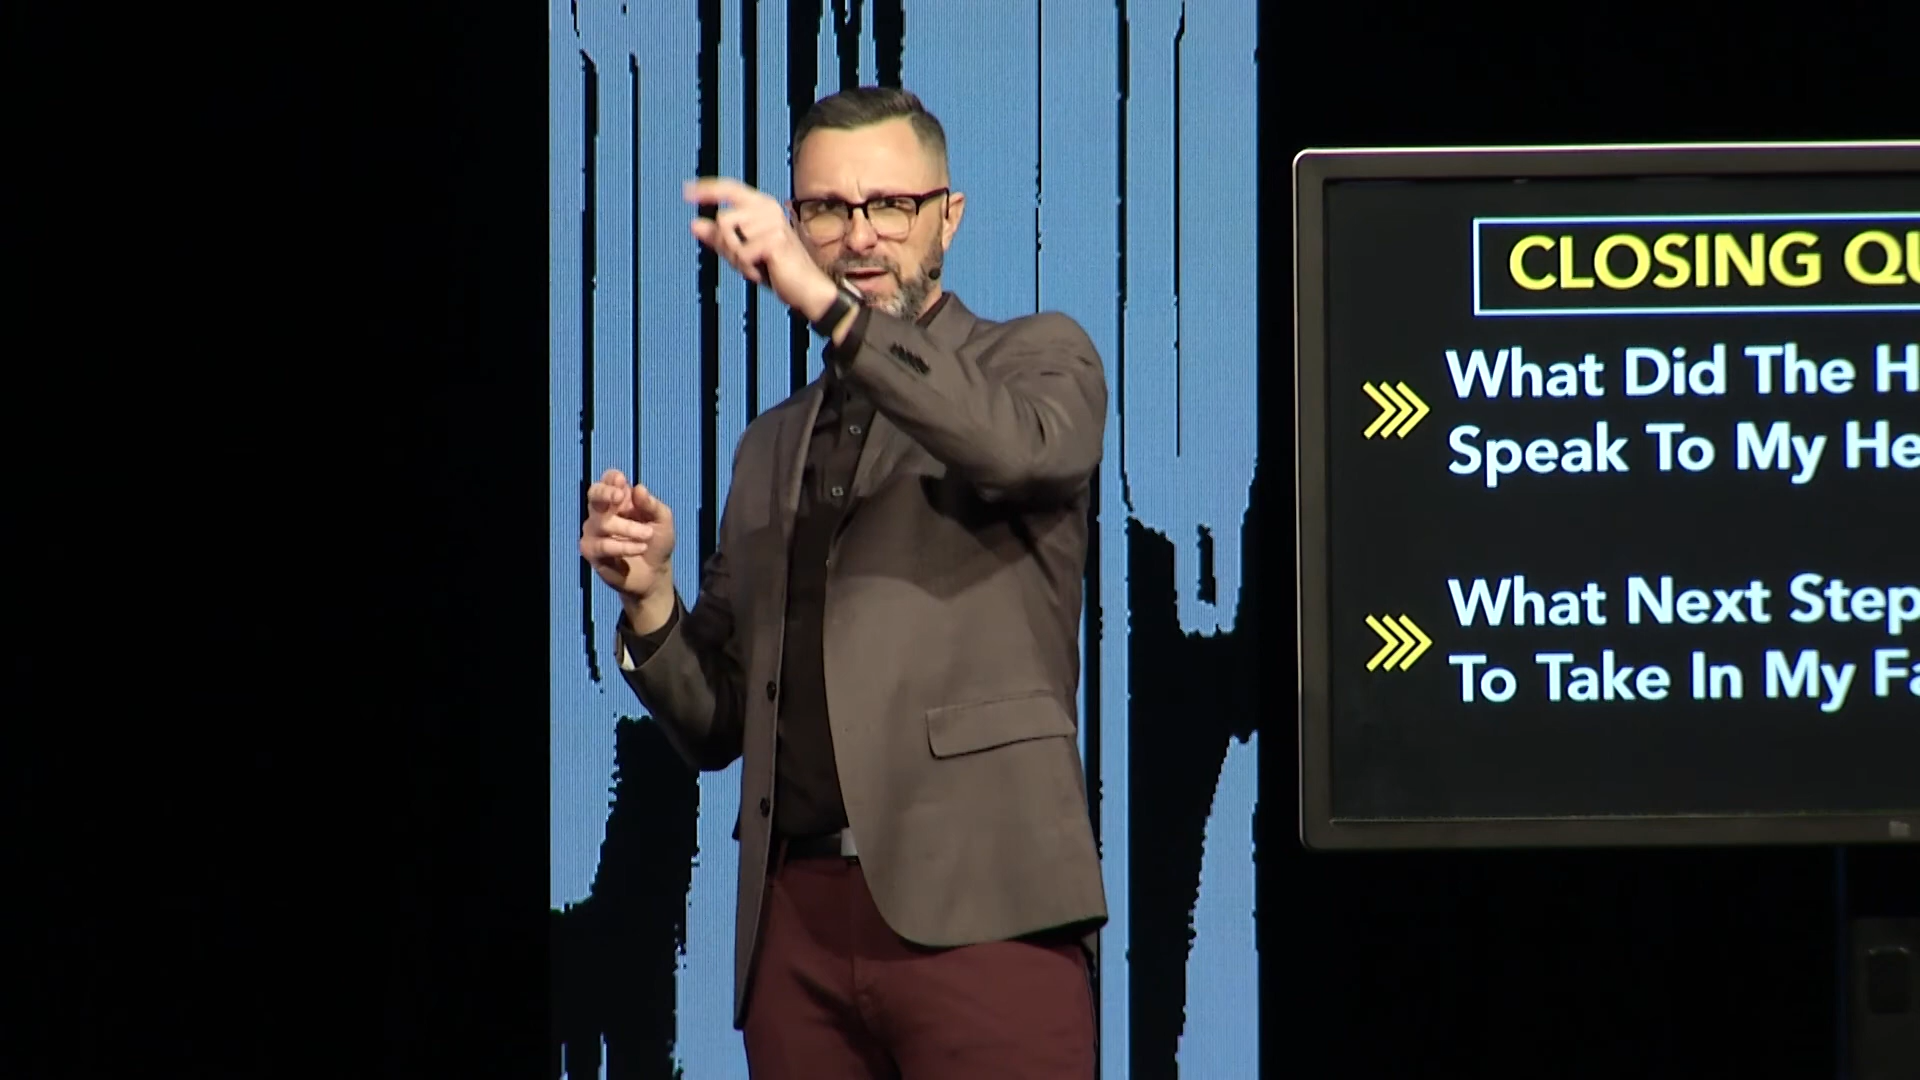 CLOSING QU
What Did The H
Speak To My He
What Next Step
To Take In My Fa